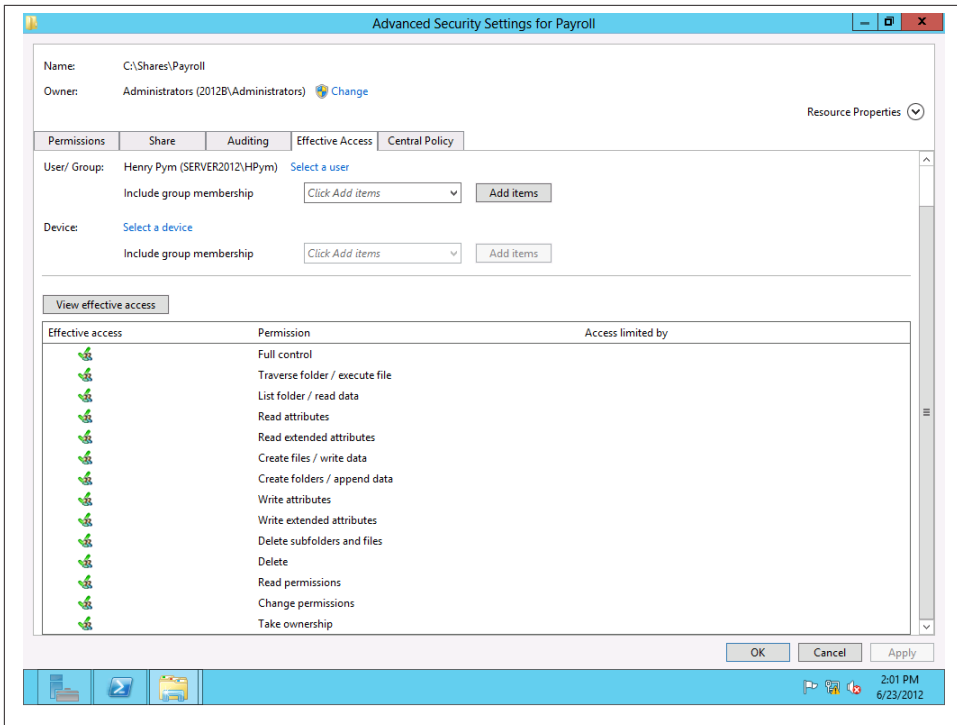 Advanced Security Settings for Payroll
Name: C:\Shares\Payroll
Owner: Administrators (2012B\Administrators) Change
Resource Properties
Permissions Share Auditing Effective Access Central Policy
User/ Group: Henry Pym (SERVER2012\HPym) Select a user
Include group membership Click Add items Add items
Device: Select a device
Include group membership Click Add items Add items
View effective access
Effective access Permission Access limited by
Full control
Traverse folder / execute file
List folder / read data
Read attributes
Read extended attributes
Create files / write data
Create folders / append data
Write attributes
Write extended attributes
Delete subfolders and files
Delete
Read permissions
Change permissions
Take ownership
OK Cancel Apply
2:01 PM
6/23/2012